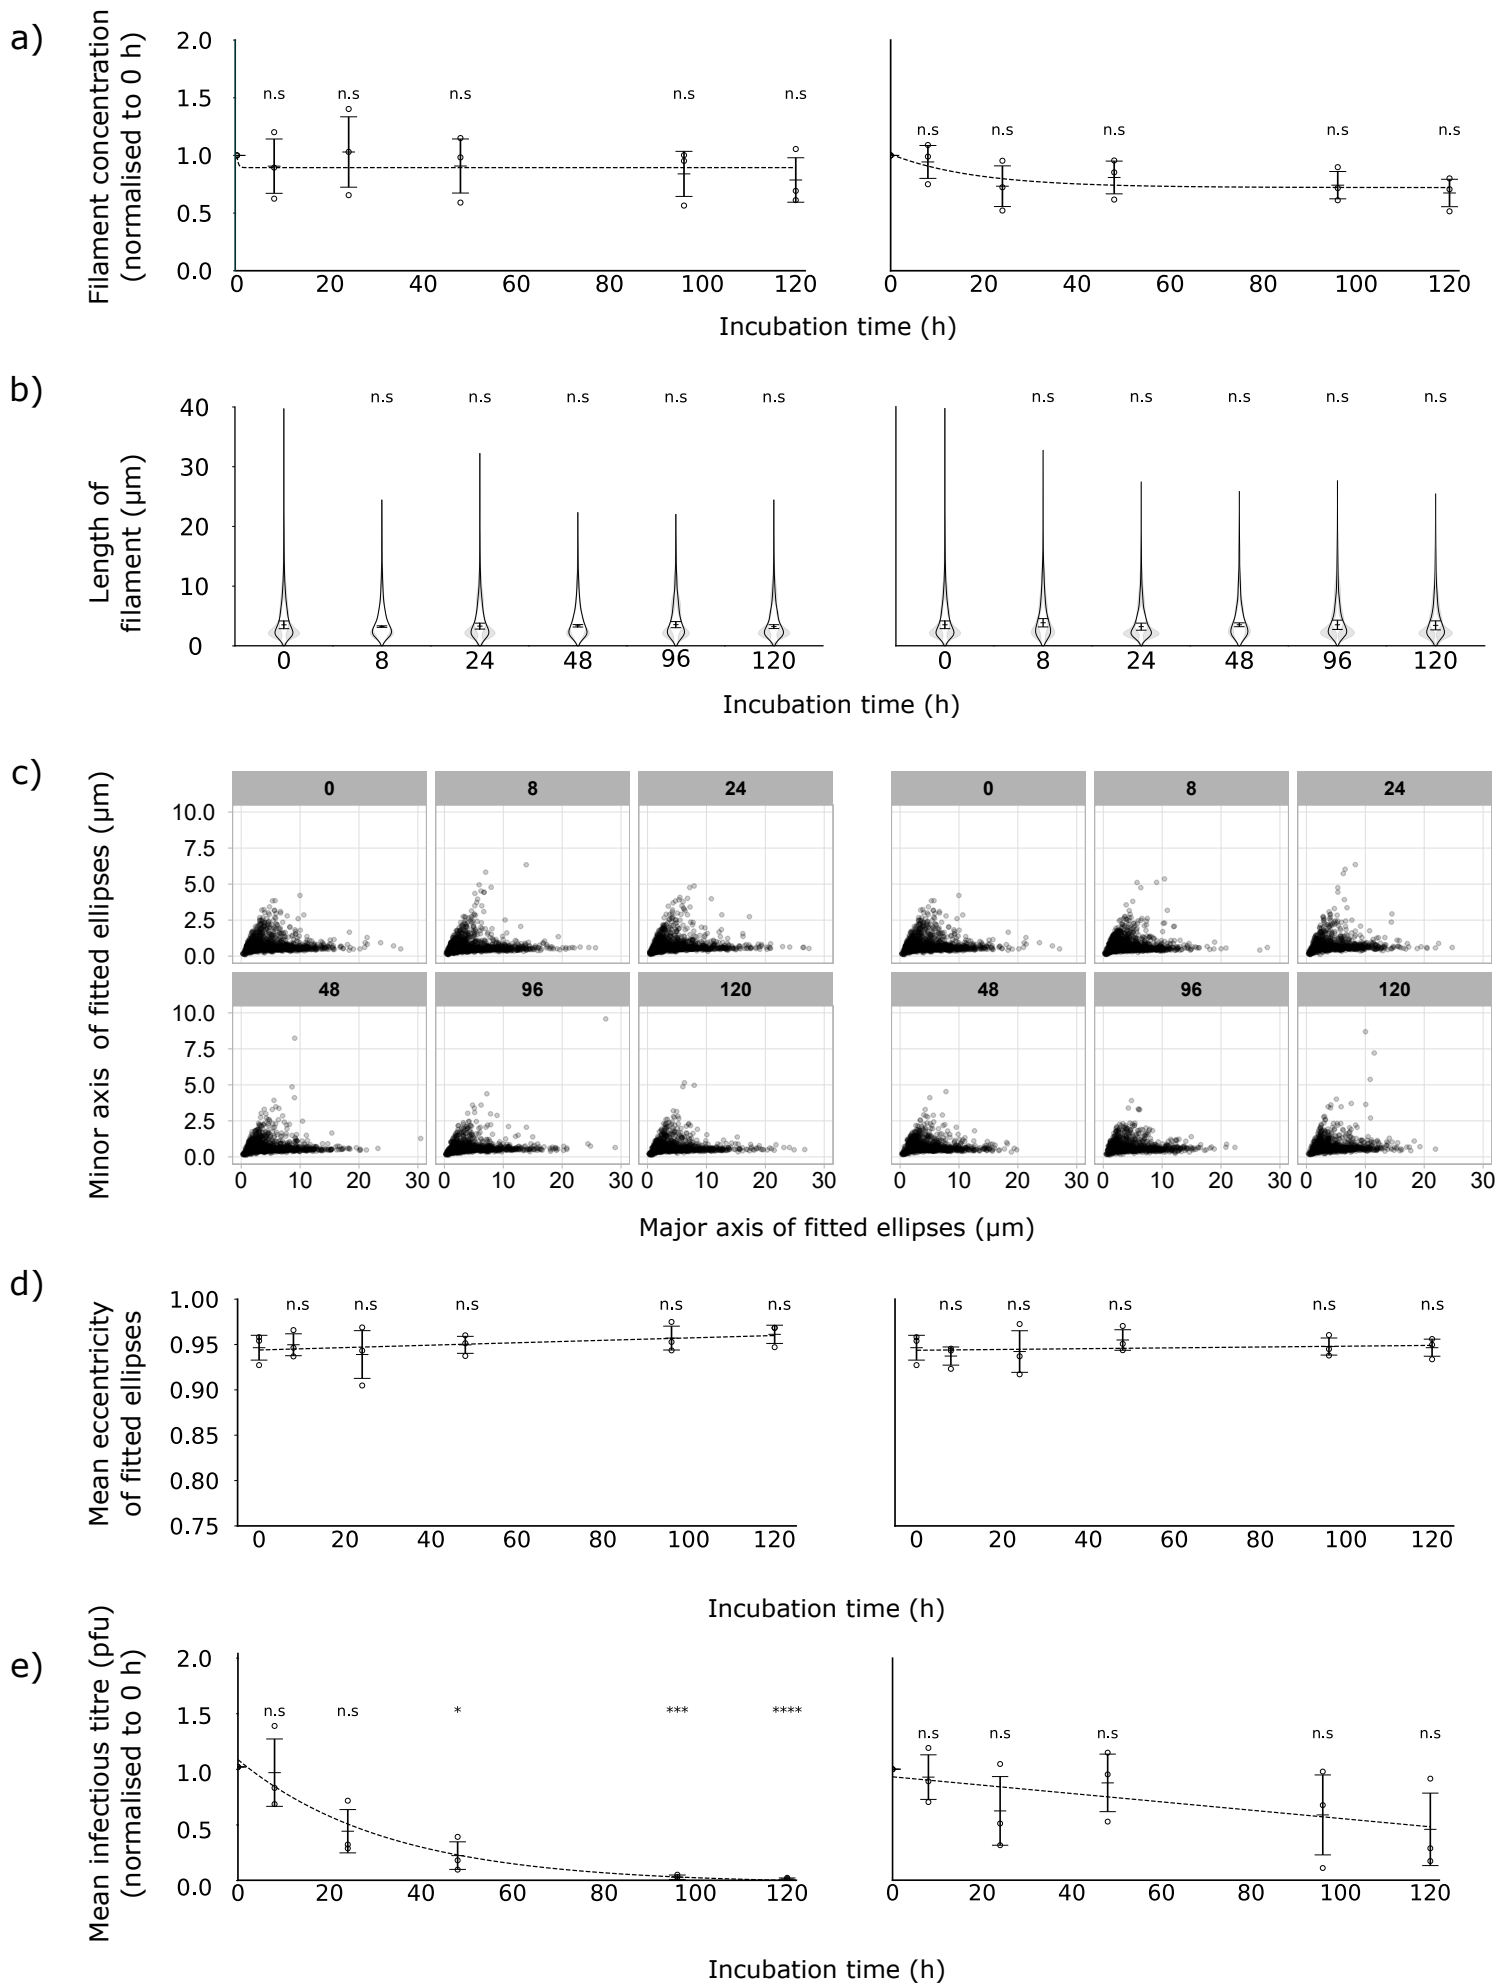 a)
Filament concentration
(normalised to 0 h)
2.0
1.5
1.0
0.5
0.0
n.s n.s n.s n.s n.s
n.s n.s n.s n.s n.s
0 20 40 60 80 100 120
0 20 40 60 80 100 120
Incubation time (h)
b)
Length of
filament (µm)
40
30
20
10
0
n.s n.s n.s n.s n.s
n.s n.s n.s n.s n.s
0 8 24 48 96 120
0 8 24 48 96 120
Incubation time (h)
c)
Minor axis of fitted ellipses (µm)
0 8 24
0 8 24
10.0
7.5
5.0
2.5
0.0
48 96 120
48 96 120
10.0
7.5
5.0
2.5
0.0
0 10 20 30 0 10 20 30 0 10 20 30
0 10 20 30 0 10 20 30 0 10 20 30
Major axis of fitted ellipses (µm)
d)
Mean eccentricity
of fitted ellipses
1.00
0.95
0.90
0.85
0.80
0.75
n.s n.s n.s n.s n.s
n.s n.s n.s n.s n.s
0 20 40 60 80 100 120
0 20 40 60 80 100 120
Incubation time (h)
e)
Mean infectious titre (pfu)
(normalised to 0 h)
2.0
1.5
1.0
0.5
0.0
n.s n.s * *** ****
n.s n.s n.s n.s n.s
0 20 40 60 80 100 120
0 20 40 60 80 100 120
Incubation time (h)